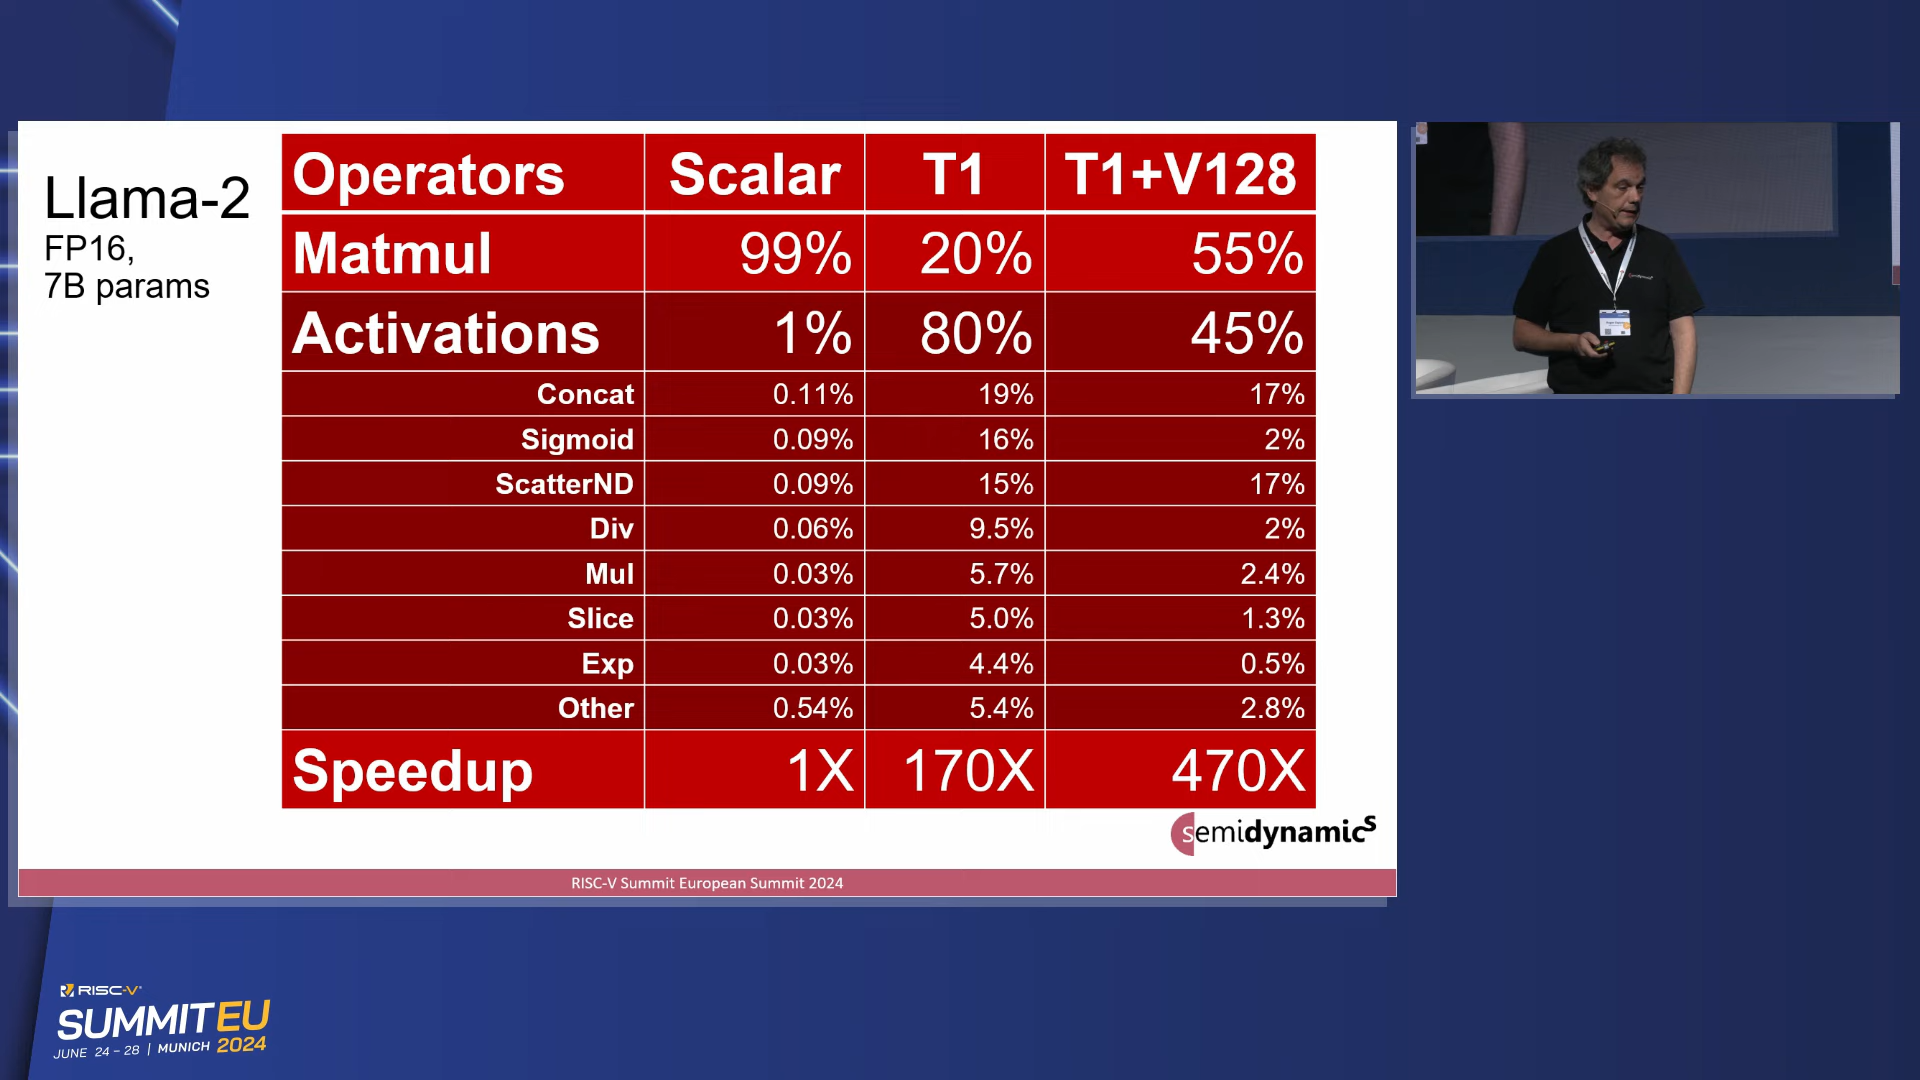 Llama-2
FP16,
7B params
Operators Scalar T1 T1+V128
Matmul 99% 20% 55%
Activations 1% 80% 45%
Concat 0.11% 19% 17%
Sigmoid 0.09% 16% 2%
ScatterND 0.09% 15% 17%
Div 0.06% 9.5% 2%
Mul 0.03% 5.7% 2.4%
Slice 0.03% 5.0% 1.3%
Exp 0.03% 4.4% 0.5%
Other 0.54% 5.4% 2.8%
Speedup 1X 170X 470X
semidynamics
RISC-V Summit European Summit 2024
RISC-V
SUMMIT EU
JUNE 24 – 28 | MUNICH 2024